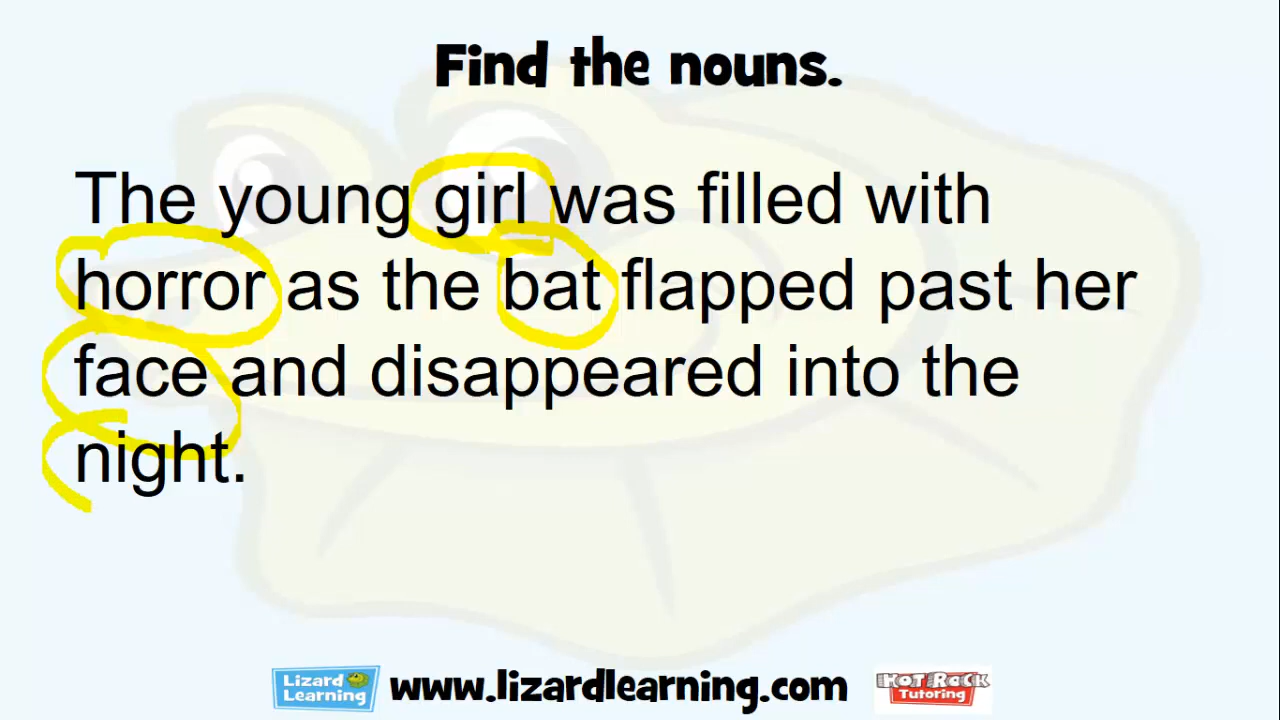 Find the nouns.
The young girl was filled with
horror as the bat flapped past her
face and disappeared into the
night.
Lizard
Learning
www.lizardlearning.com
HOT ROCK
Tutoring